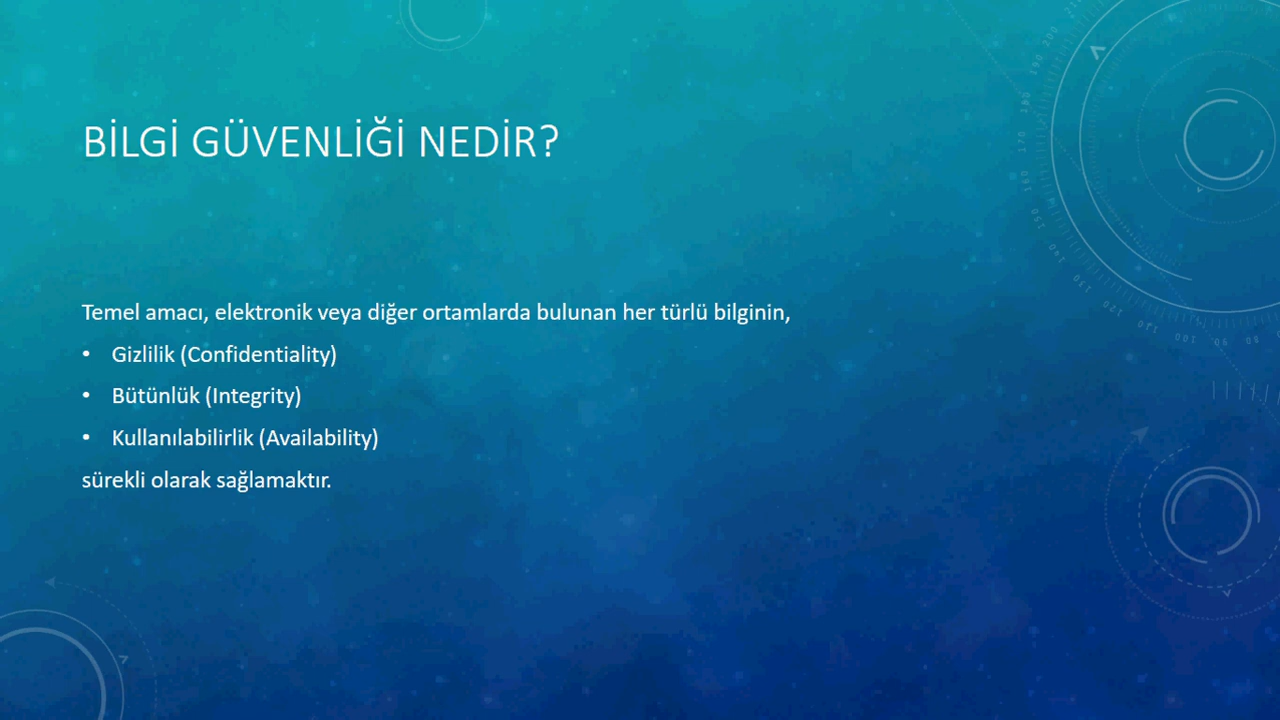 BİLGİ GÜVENLİĞİ NEDİR?
Temel amacı, elektronik veya diğer ortamlarda bulunan her türlü bilginin,
• Gizlilik (Confidentiality)
• Bütünlük (Integrity)
• Kullanılabilirlik (Availability)
sürekli olarak sağlamaktır.